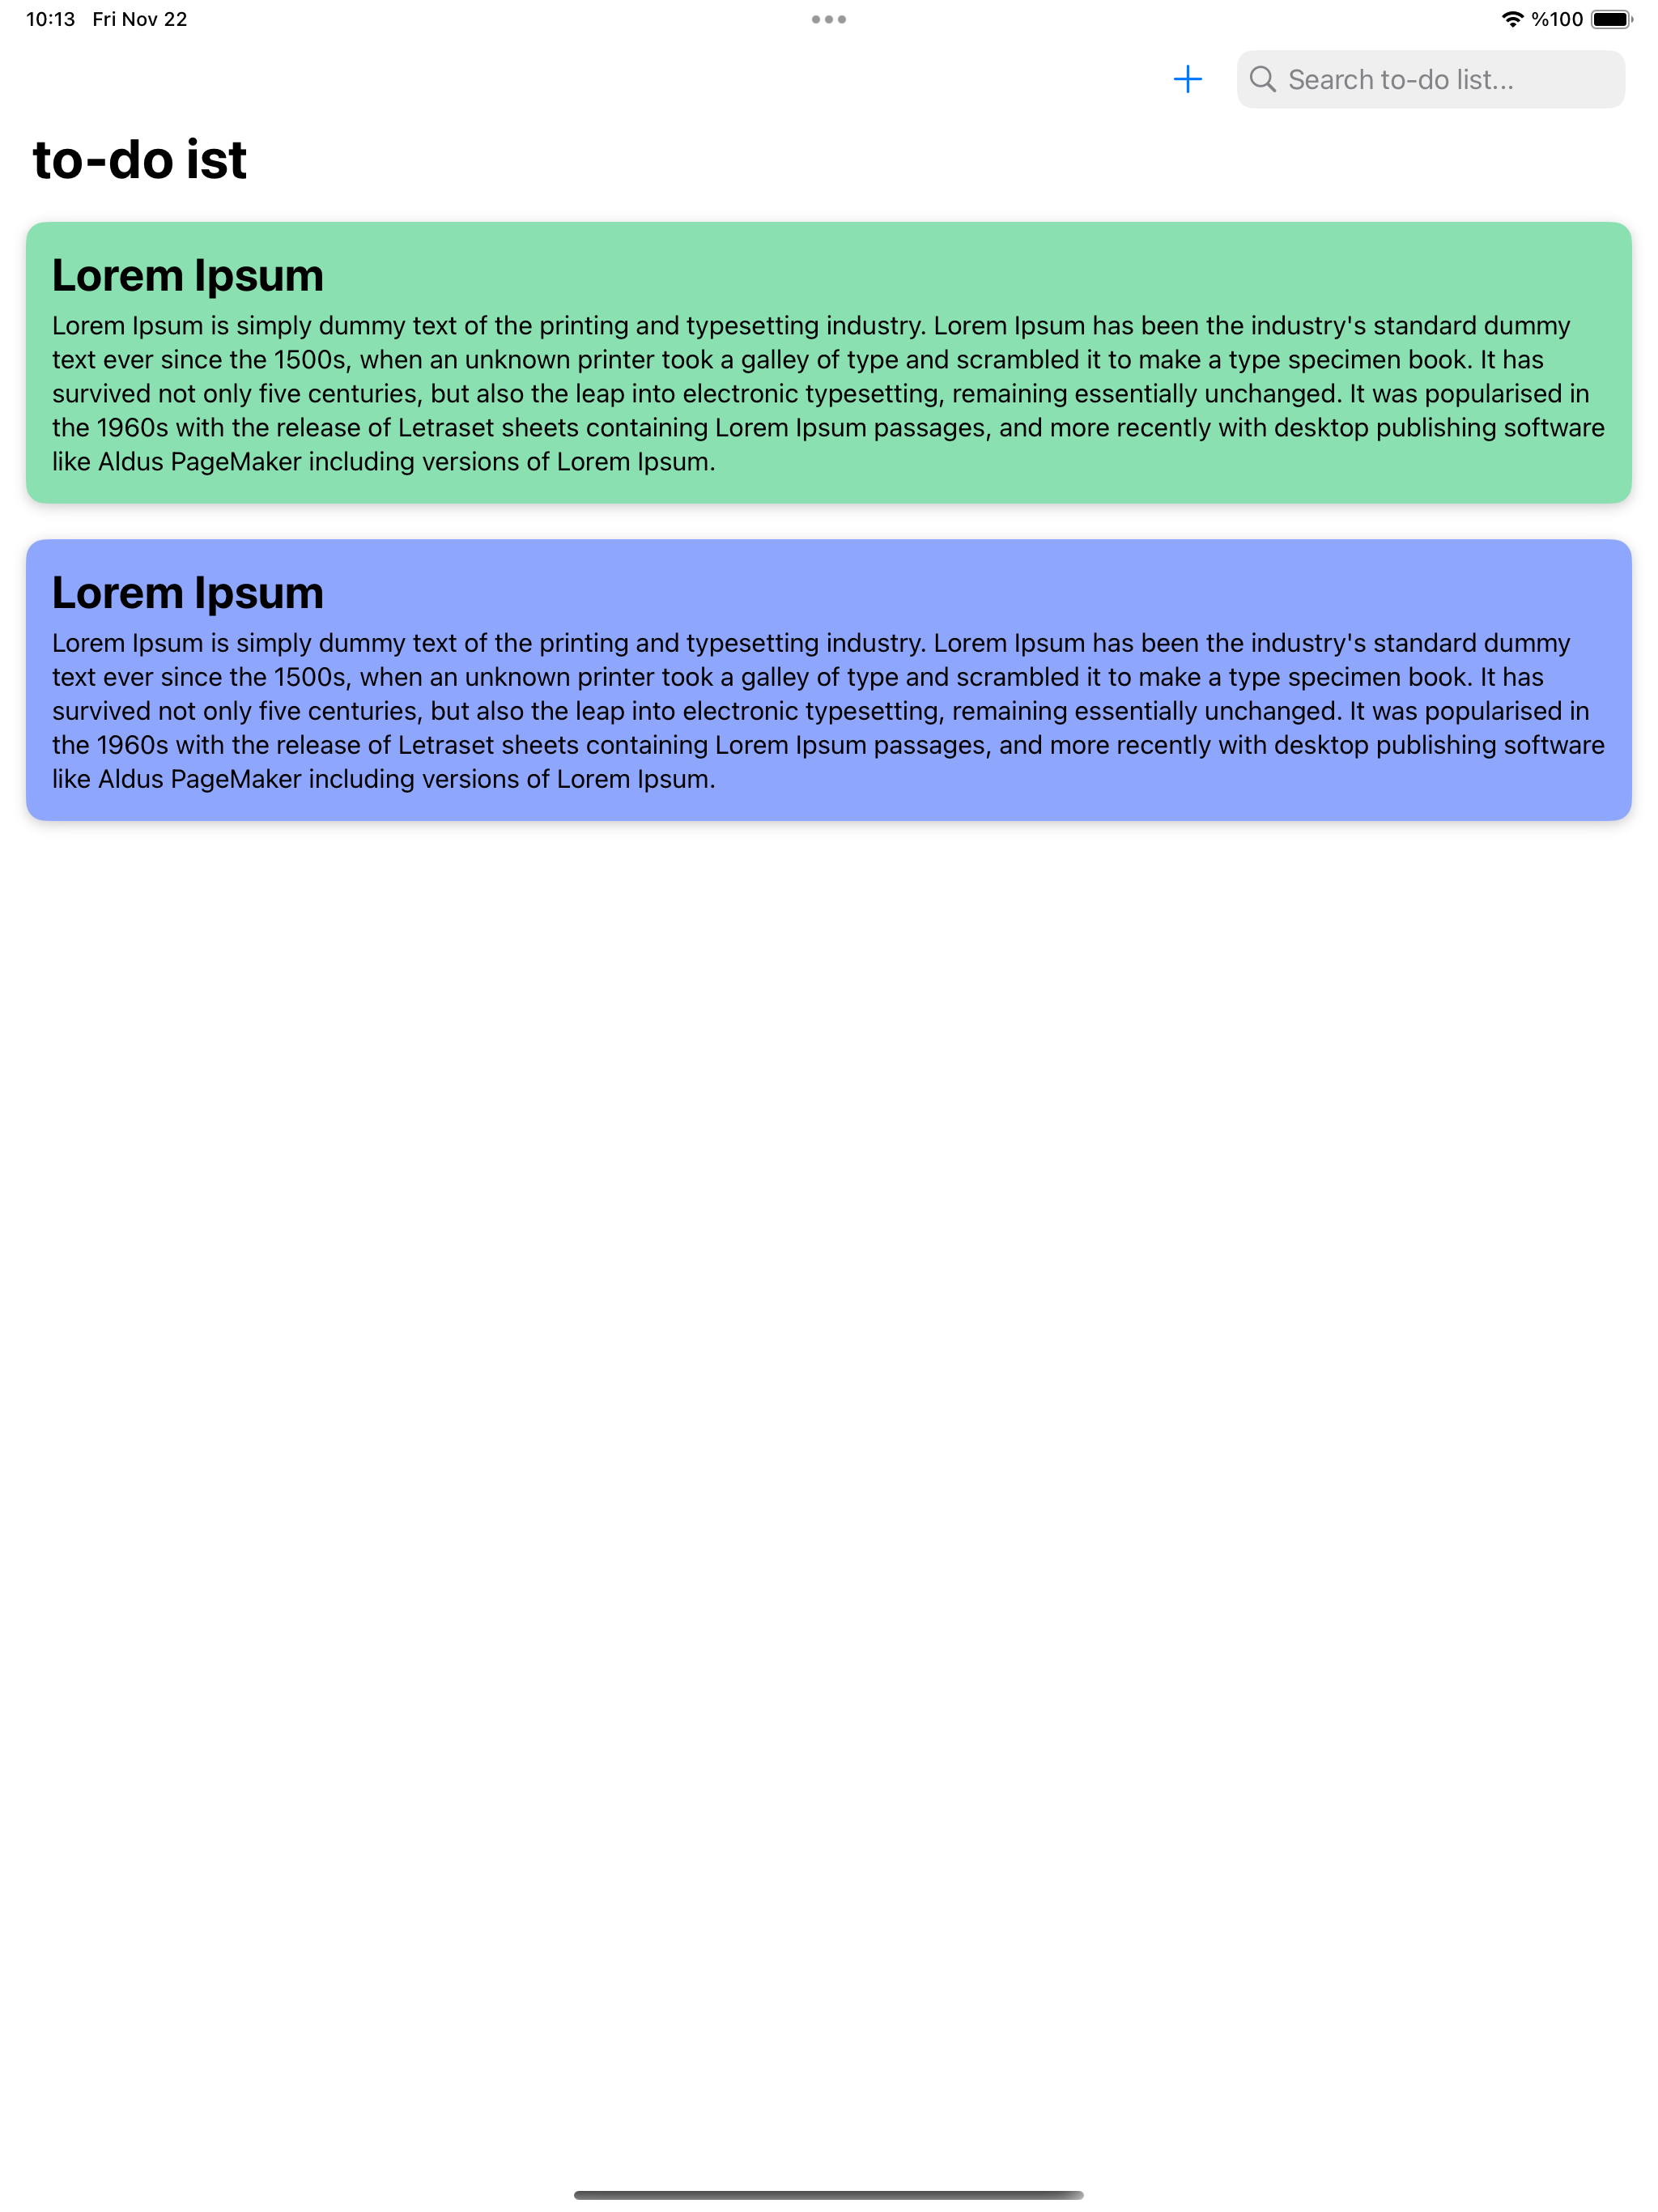 10:13 Fri Nov 22
%100
Search to-do list...
to-do ist
Lorem Ipsum
Lorem Ipsum is simply dummy text of the printing and typesetting industry. Lorem Ipsum has been the industry's standard dummy
text ever since the 1500s, when an unknown printer took a galley of type and scrambled it to make a type specimen book. It has
survived not only five centuries, but also the leap into electronic typesetting, remaining essentially unchanged. It was popularised in
the 1960s with the release of Letraset sheets containing Lorem Ipsum passages, and more recently with desktop publishing software
like Aldus PageMaker including versions of Lorem Ipsum.
Lorem Ipsum
Lorem Ipsum is simply dummy text of the printing and typesetting industry. Lorem Ipsum has been the industry's standard dummy
text ever since the 1500s, when an unknown printer took a galley of type and scrambled it to make a type specimen book. It has
survived not only five centuries, but also the leap into electronic typesetting, remaining essentially unchanged. It was popularised in
the 1960s with the release of Letraset sheets containing Lorem Ipsum passages, and more recently with desktop publishing software
like Aldus PageMaker including versions of Lorem Ipsum.